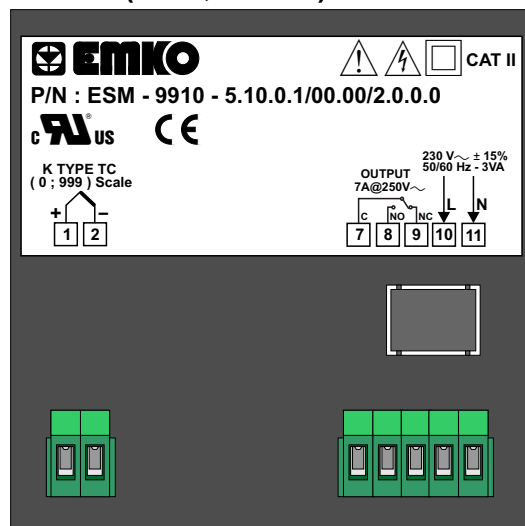 EMKO
CAT II
P/N : ESM - 9910 - 5.10.0.1/00.00/2.0.0.0
c RU ® US CE
K TYPE TC
( 0 ; 999 ) Scale
+ −
1 2
OUTPUT
7A@250V~
230 V~ ± 15%
50/60 Hz - 3VA
C NO NC L N
7 8 9 10 11